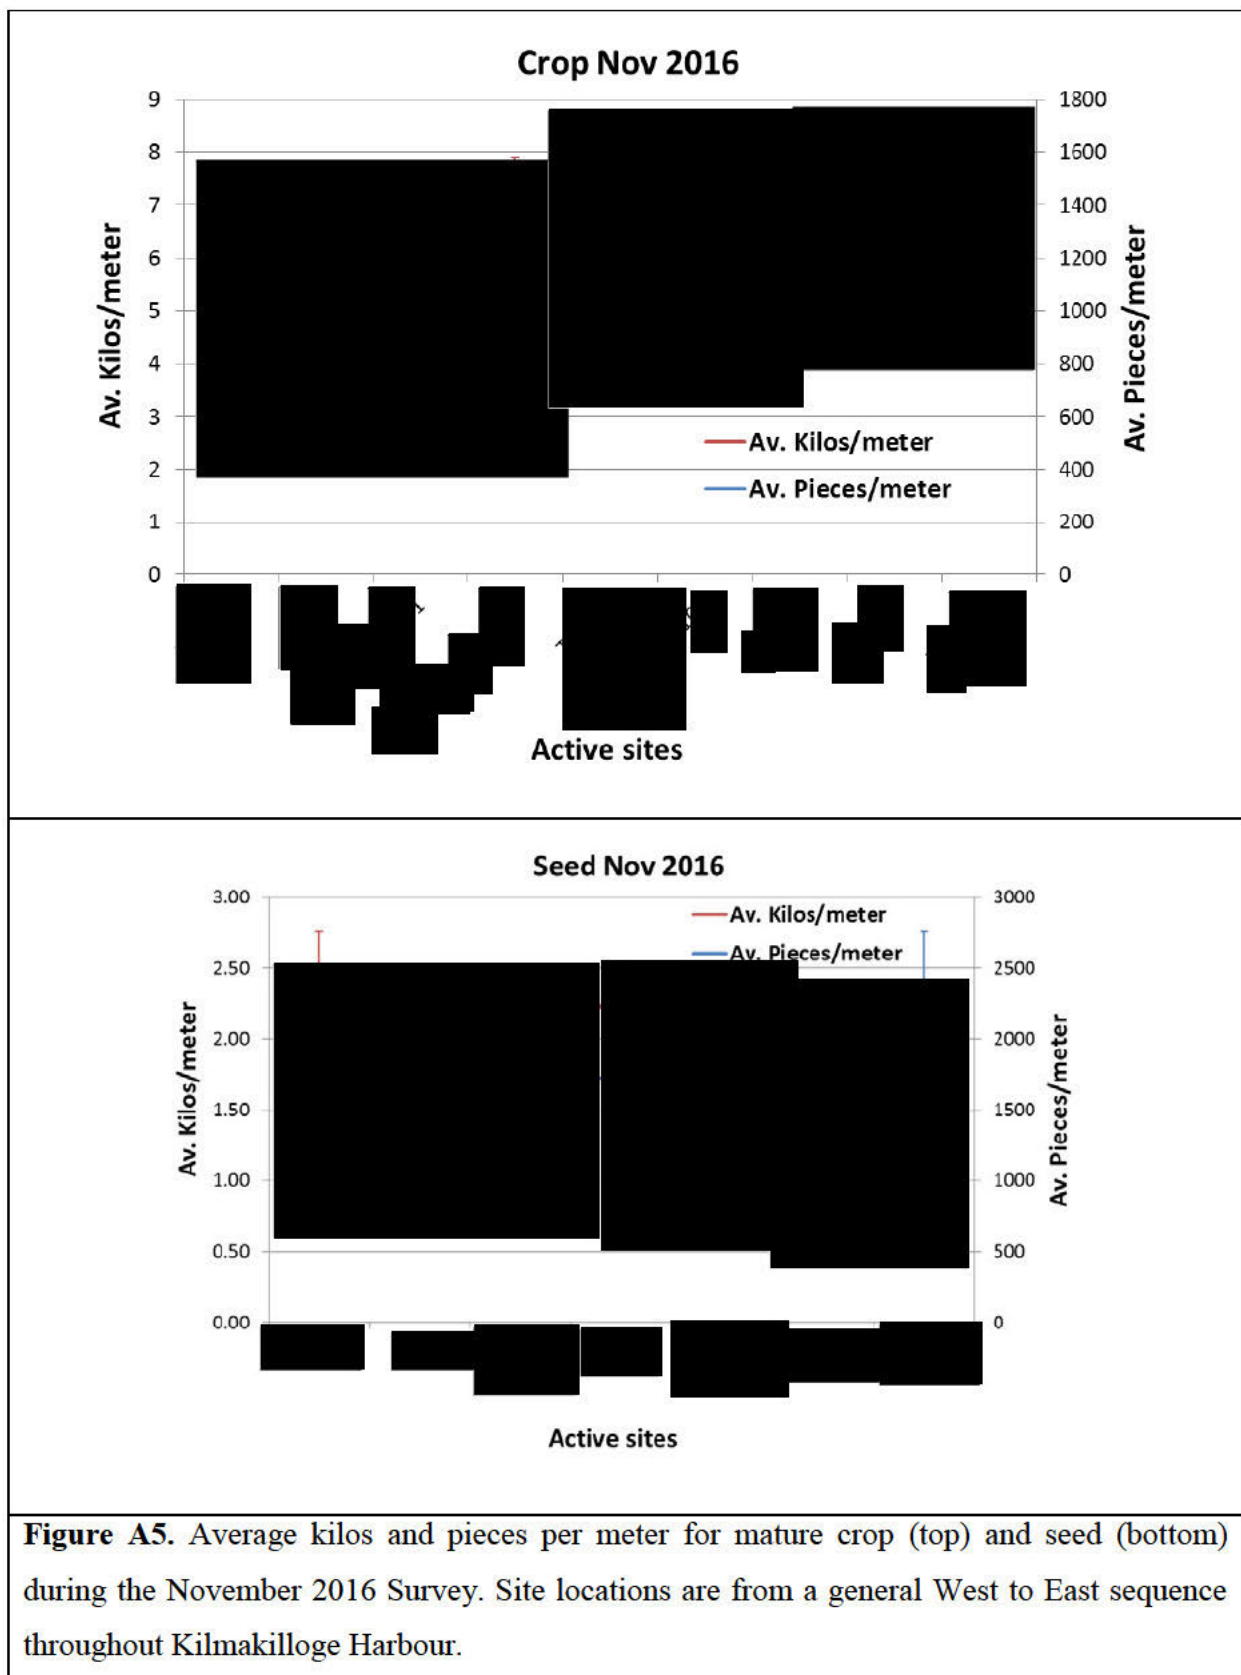 Crop Nov 2016
9
8
7
6
5
4
3
2
1
0
Av. Kilos/meter
1800
1600
1400
1200
1000
800
600
400
200
0
Av. Pieces/meter
Av. Kilos/meter
Av. Pieces/meter
Active sites
Seed Nov 2016
3.00
2.50
2.00
1.50
1.00
0.50
0.00
Av. Kilos/meter
3000
2500
2000
1500
1000
500
0
Av. Pieces/meter
Av. Kilos/meter
Av. Pieces/meter
Active sites
Figure A5. Average kilos and pieces per meter for mature crop (top) and seed (bottom)
during the November 2016 Survey. Site locations are from a general West to East sequence
throughout Kilmakilloge Harbour.